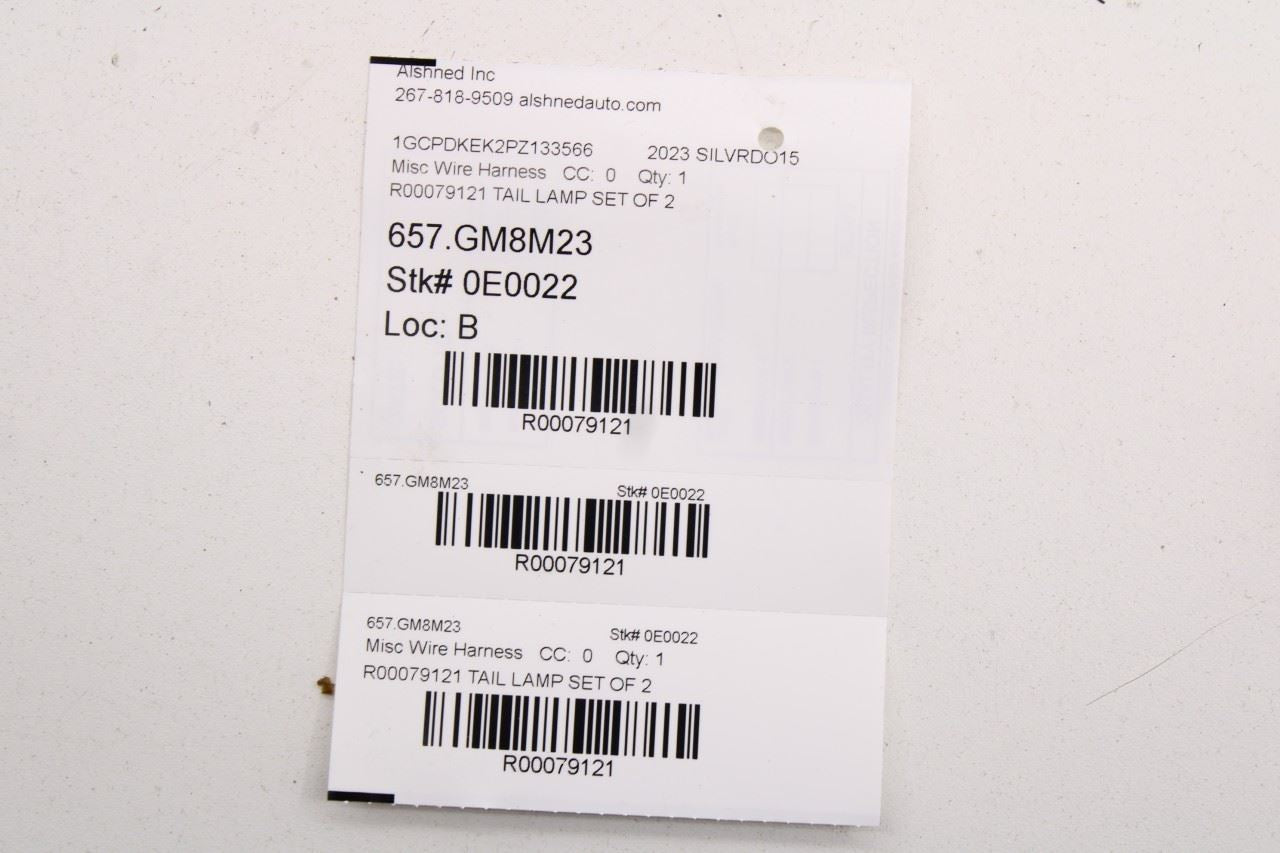 Alshned Inc
267-818-9509 alshnedauto.com
1GCPDKEK2PZ133566 2023 SILVRDO15
Misc Wire Harness CC: 0 Qty: 1
R00079121 TAIL LAMP SET OF 2
657.GM8M23
Stk# 0E0022
Loc: B
R00079121
657.GM8M23 Stk# 0E0022
R00079121
657.GM8M23 Stk# 0E0022
Misc Wire Harness CC: 0 Qty: 1
R00079121 TAIL LAMP SET OF 2
R00079121